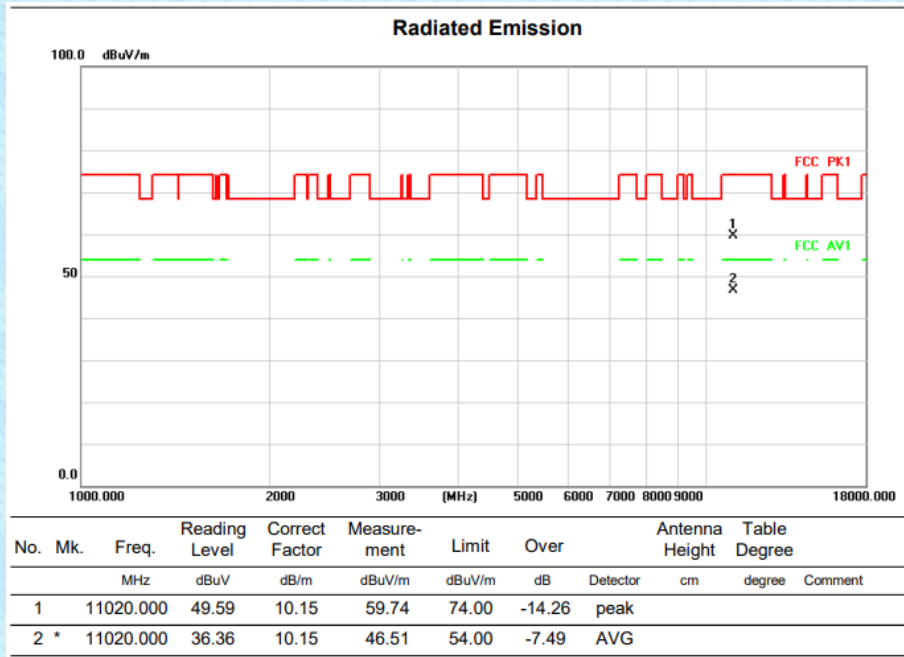 Radiated Emission
100.0 dBuV/m
FCC PK1
1
FCC AV1
50
2
0.0
1000.000 2000 3000 (MHz) 5000 6000 7000 8000 9000 18000.000
No. Mk. Freq. Reading Level Correct Factor Measure-ment Limit Over Antenna Height Table Degree
MHz dBuV dB/m dBuV/m dBuV/m dB Detector cm degree Comment
1 11020.000 49.59 10.15 59.74 74.00 -14.26 peak
2 * 11020.000 36.36 10.15 46.51 54.00 -7.49 AVG